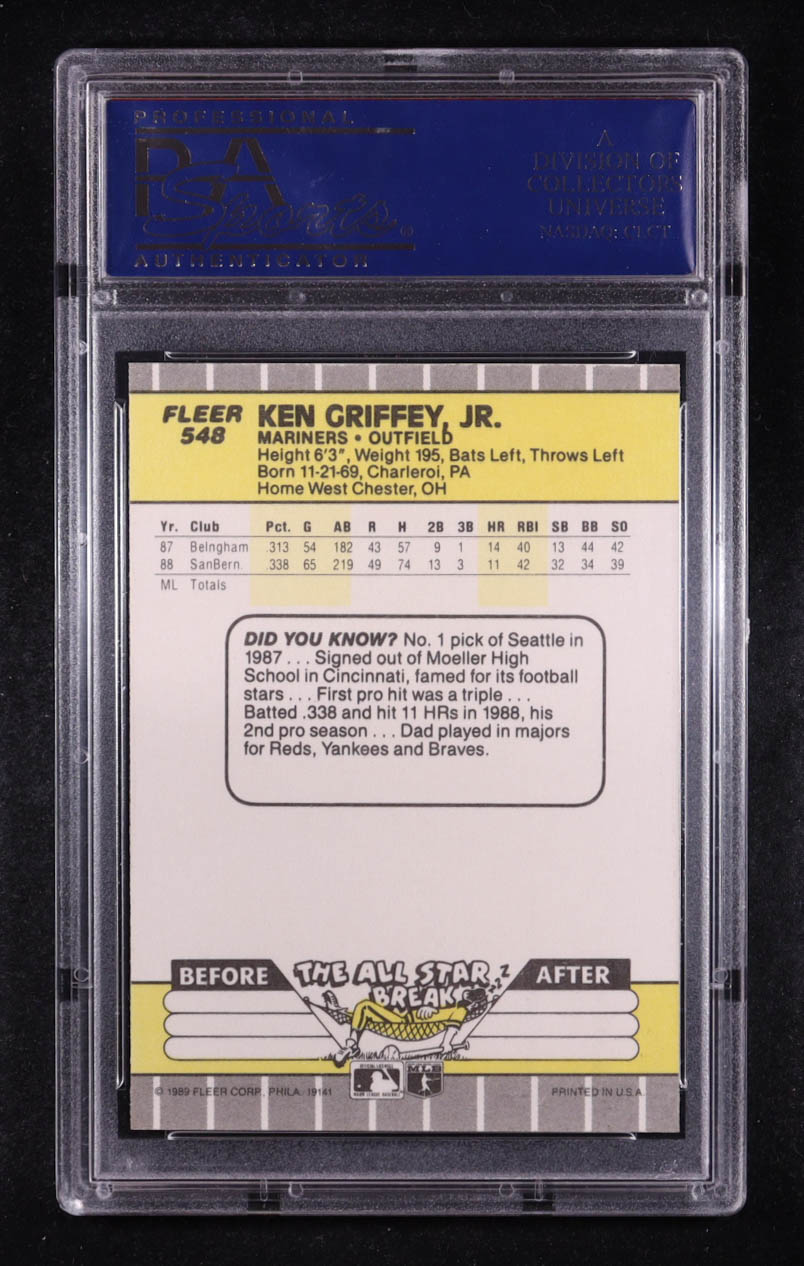 PROFESSIONAL
PSA
Sports®
AUTHENTICATOR
A
DIVISION OF
COLLECTORS
UNIVERSE
NASDAQ: CLCT
FLEER
548
KEN GRIFFEY, JR.
MARINERS • OUTFIELD
Height 6'3", Weight 195, Bats Left, Throws Left
Born 11-21-69, Charleroi, PA
Home West Chester, OH
Yr. Club Pct. G AB R H 2B 3B HR RBI SB BB SO
87 Belngham .313 54 182 43 57 9 1 14 40 13 44 42
88 SanBern. .338 65 219 49 74 13 3 11 42 32 34 39
ML Totals
DID YOU KNOW? No. 1 pick of Seattle in
1987 . . . Signed out of Moeller High
School in Cincinnati, famed for its football
stars . . . First pro hit was a triple . . .
Batted .338 and hit 11 HRs in 1988, his
2nd pro season . . . Dad played in majors
for Reds, Yankees and Braves.
BEFORE THE ALL STAR BREAK AFTER
zzz
OFFICIAL LICENSEE
MAJOR LEAGUE BASEBALL
MLB
© 1989 FLEER CORP. PHILA. 19141 PRINTED IN U.S.A.